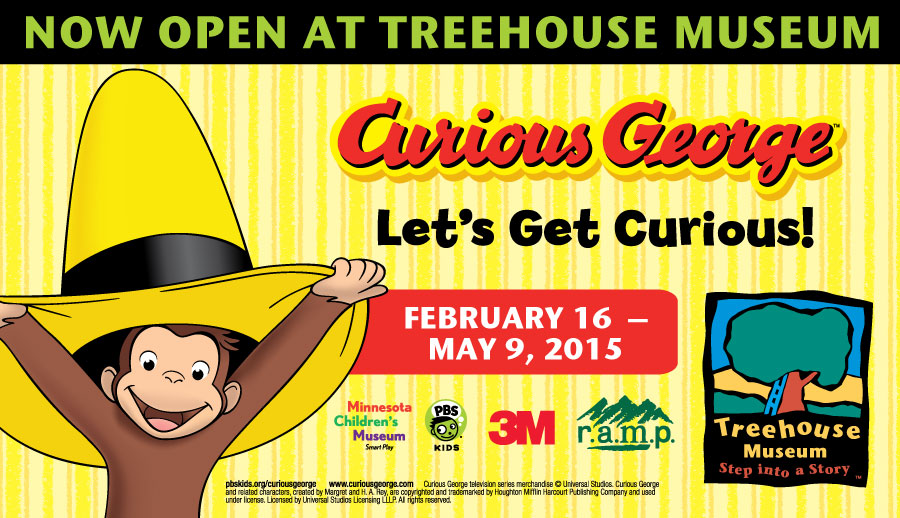 NOW OPEN AT TREEHOUSE MUSEUM
Curious George™
Let's Get Curious!
FEBRUARY 16 –
MAY 9, 2015
Minnesota
Children's
Museum
Smart Play
PBS
KIDS
3M
r.a.m.p.
Treehouse
Museum
Step into a Story™
pbskids.org/curiousgeorge www.curiousgeorge.com Curious George television series merchandise © Universal Studios. Curious George
and related characters, created by Margret and H. A. Rey, are copyrighted and trademarked by Houghton Mifflin Harcourt Publishing Company and used
under license. Licensed by Universal Studios Licensing LLLP. All rights reserved.